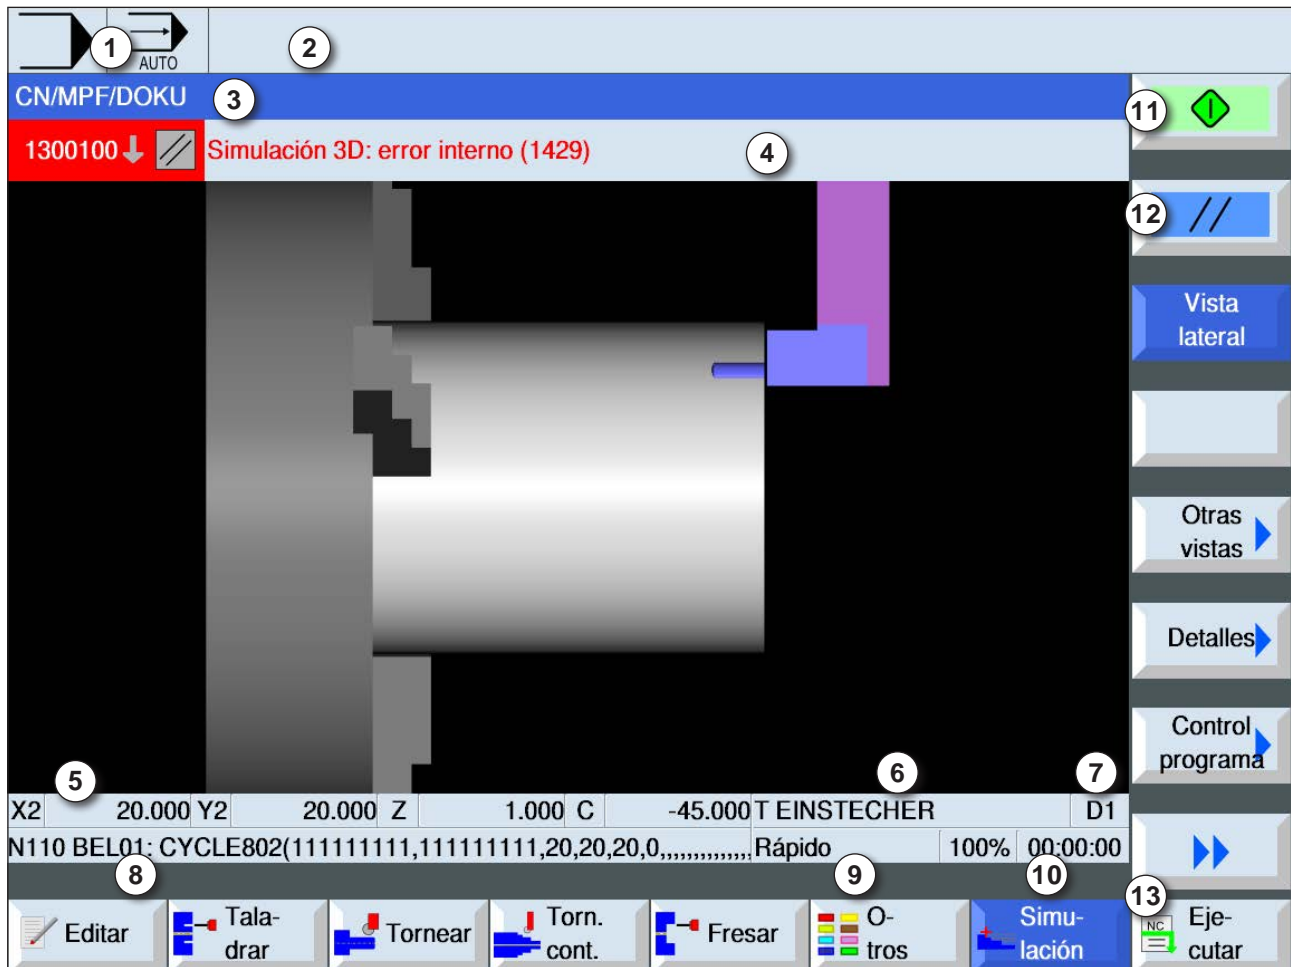 1
AUTO
2
CN/MPF/DOKU
3
11
1300100
Simulación 3D: error interno (1429)
4
12
Vista
lateral
Otras
vistas
Detalles
Control
programa
5
6
7
X2 20.000 Y2 20.000 Z 1.000 C -45.000 T EINSTECHER D1
N110 BEL01: CYCLE802(111111111,111111111,20,20,20,0,,,,,,,,,,,,,, Rápido 100% 00:00:00
8
9
10
13
Editar
Tala-
drar
Tornear
Torn.
cont.
Fresar
O-
tros
Simu-
lación
NC
Eje-
cutar